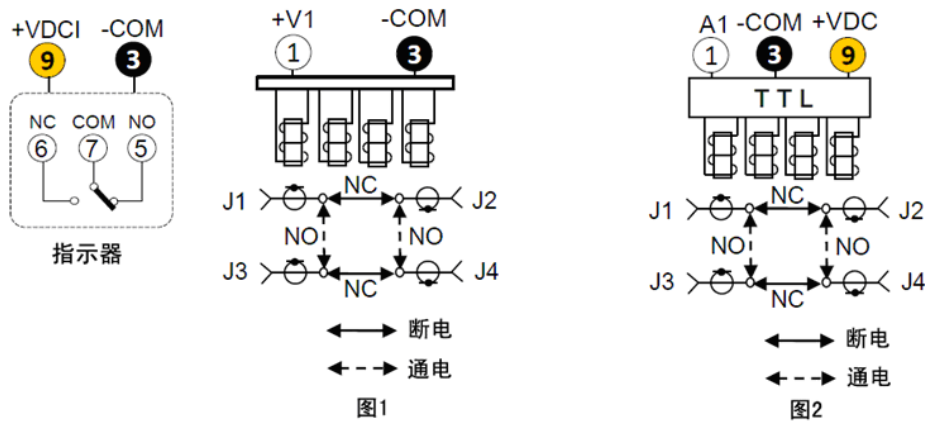 +VDCI -COM
9 3
NC COM NO
6 7 5
指示器
+V1 -COM
1 3
NC
J1 J2
NO NO
J3 J4
NC
断电
通电
图1
A1 -COM +VDC
1 3 9
TTL
NC
J1 J2
NO NO
J3 J4
NC
断电
通电
图2